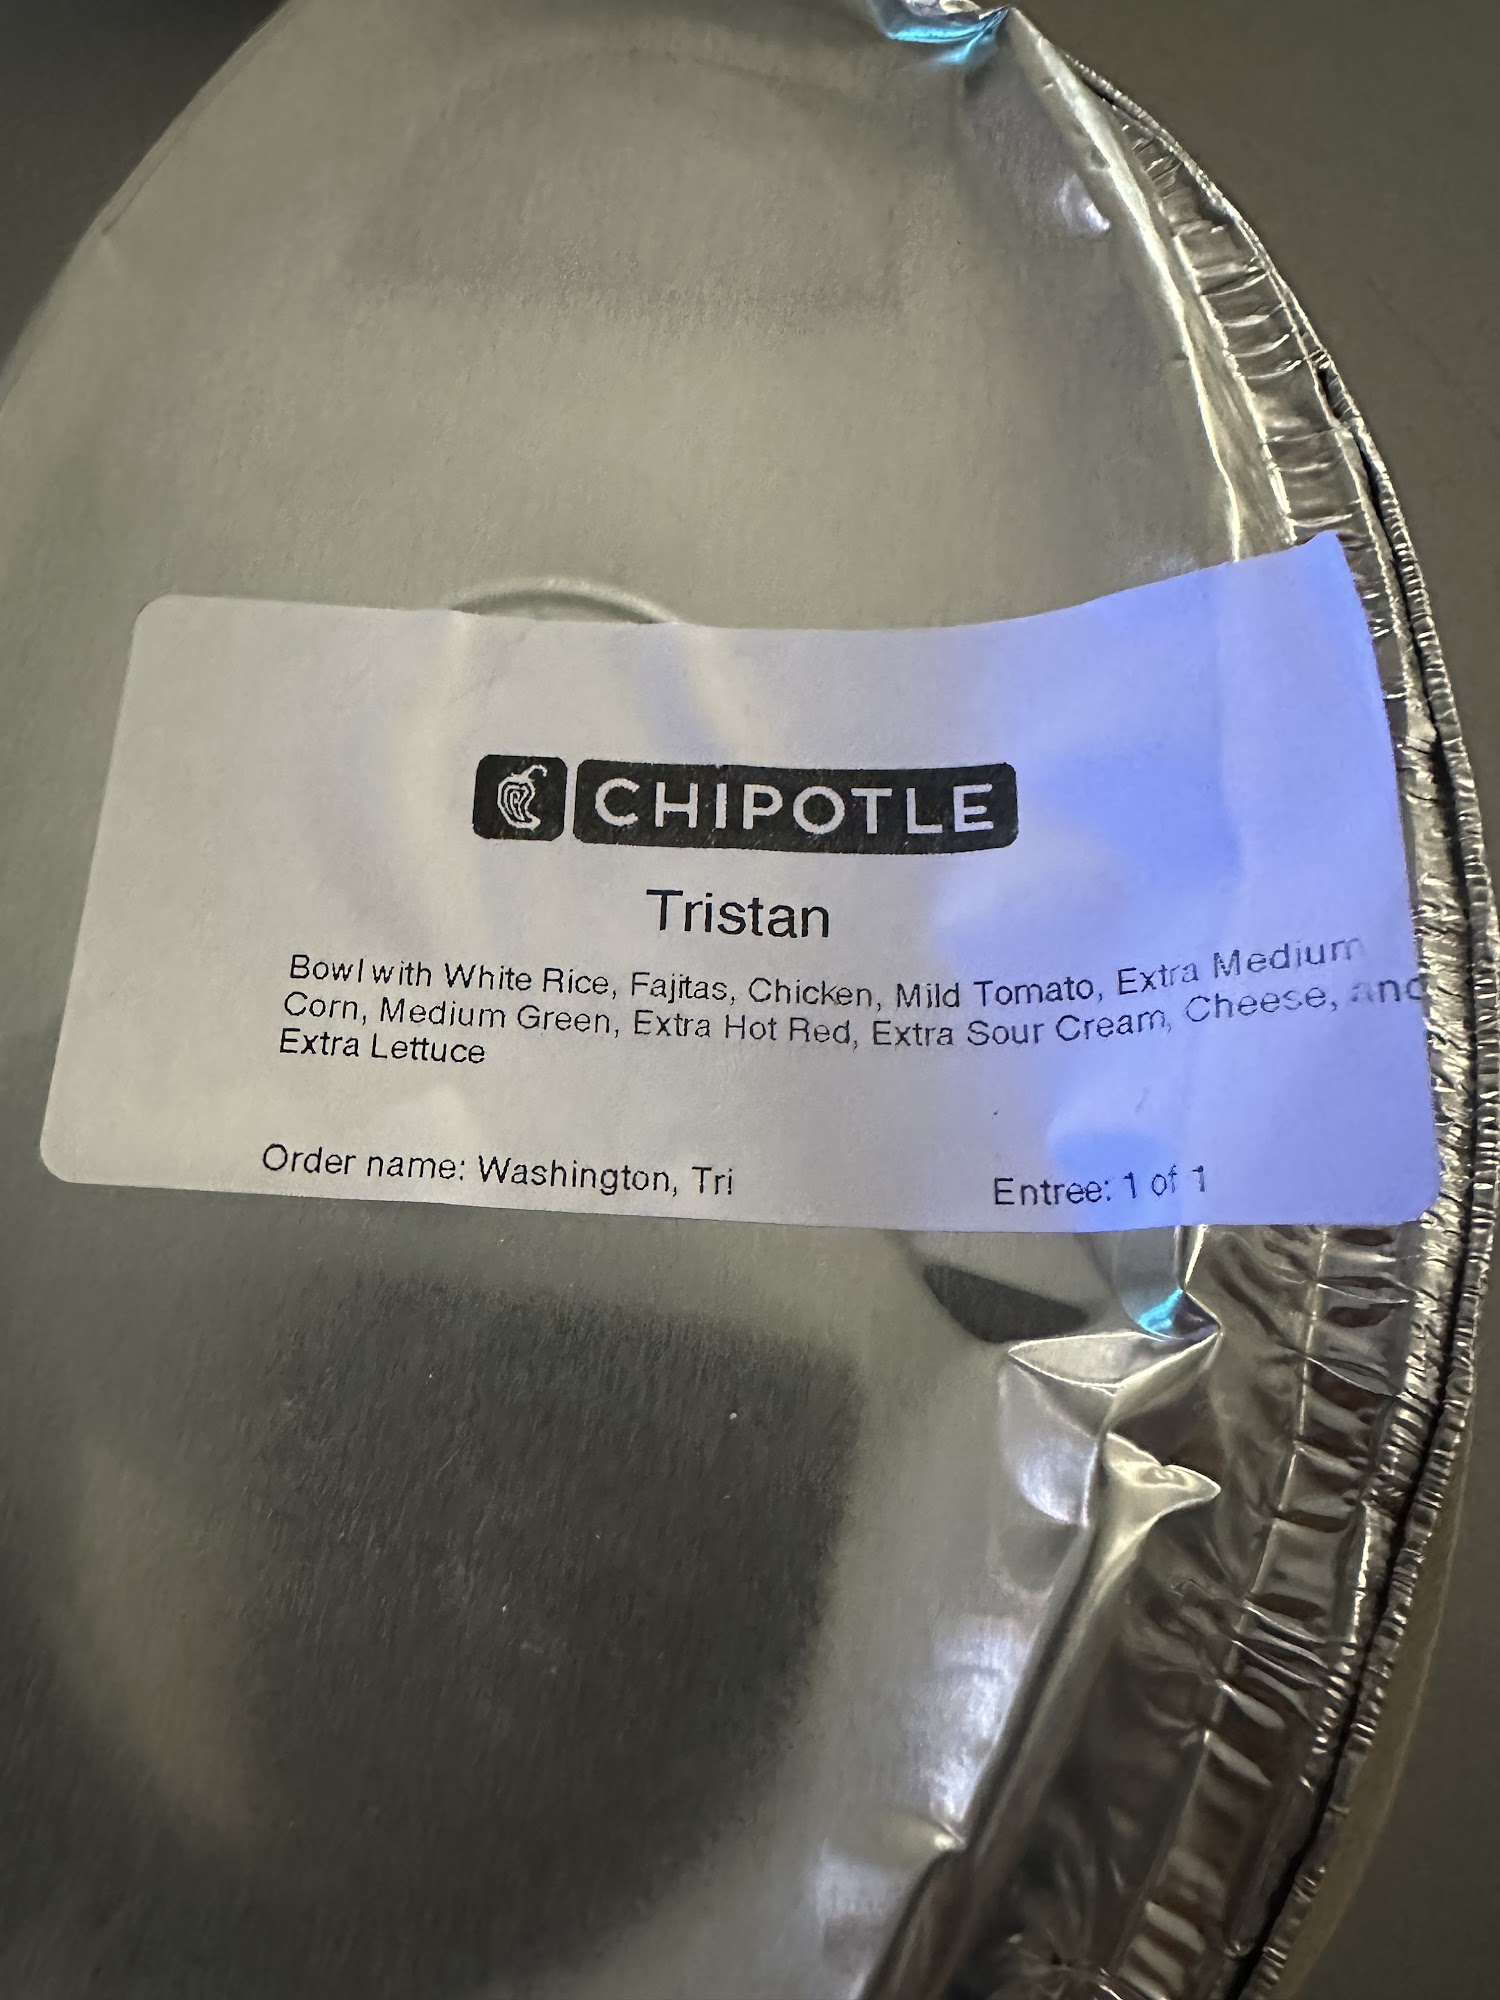 CHIPOTLE
Tristan
Bowl with White Rice, Fajitas, Chicken, Mild Tomato, Extra Medium
Corn, Medium Green, Extra Hot Red, Extra Sour Cream, Cheese, and
Extra Lettuce
Order name: Washington, Tri
Entree: 1 of 1